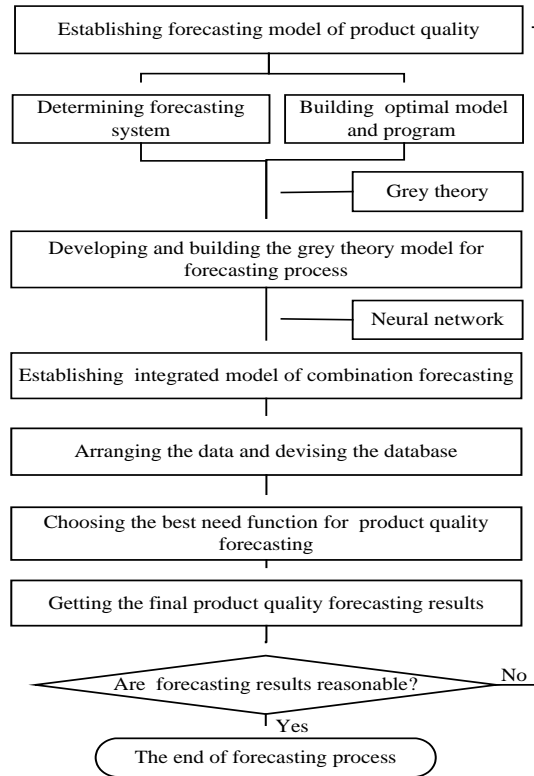 Establishing forecasting model of product quality
Determining forecasting
system
Building optimal model
and program
Grey theory
Developing and building the grey theory model for
forecasting process
Neural network
Establishing integrated model of combination forecasting
Arranging the data and devising the database
Choosing the best need function for product quality
forecasting
Getting the final product quality forecasting results
Are forecasting results reasonable?
No
Yes
The end of forecasting process